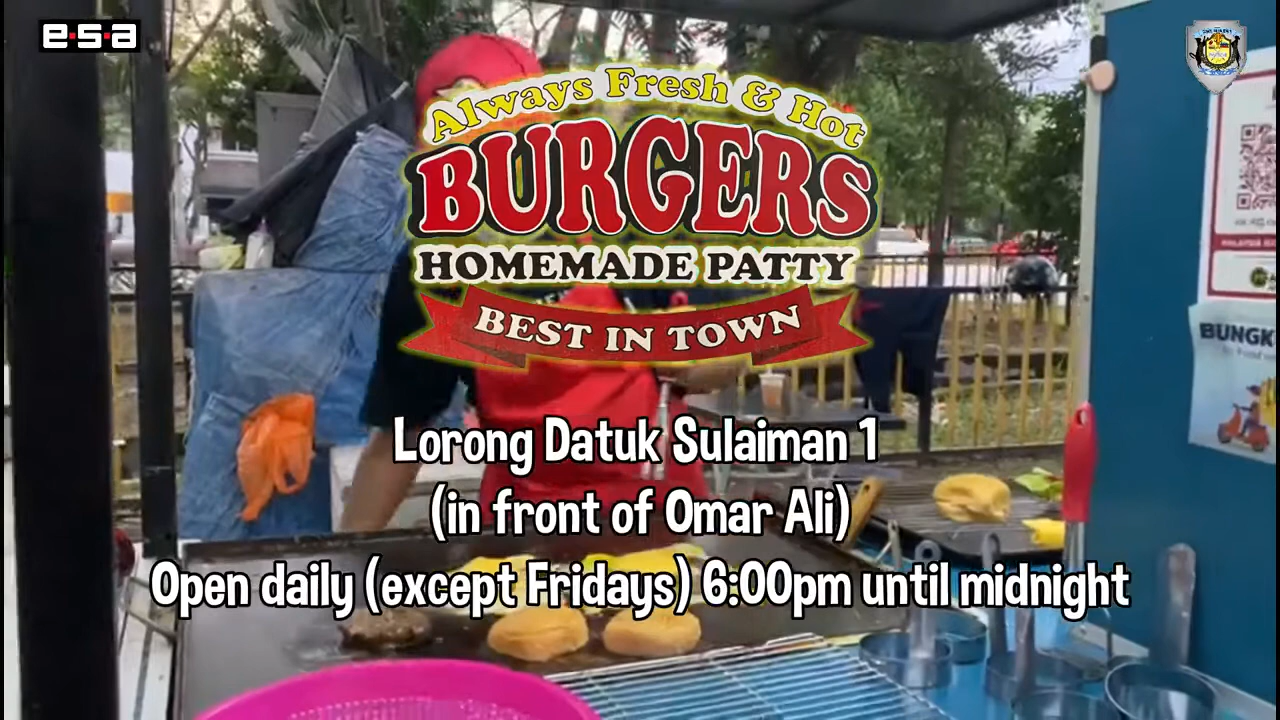 e·s·a
Always Fresh & Hot
BURGERS
HOMEMADE PATTY
BEST IN TOWN
Lorong Datuk Sulaiman 1
(in front of Omar Ali)
Open daily (except Fridays) 6:00pm until midnight
BUNGK